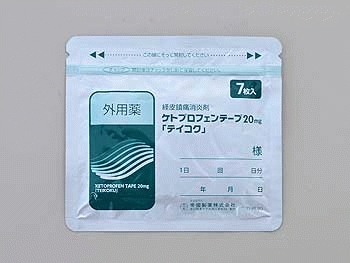 この線にそって開封してください
7枚入
外用薬
経皮鎮痛消炎剤
ケトプロフェンテープ20mg
「テイコク」
様
1日 回 日分
年 月 日
KETOPROFEN TAPE 20mg
[TEIKOKU]
帝國製薬株式会社